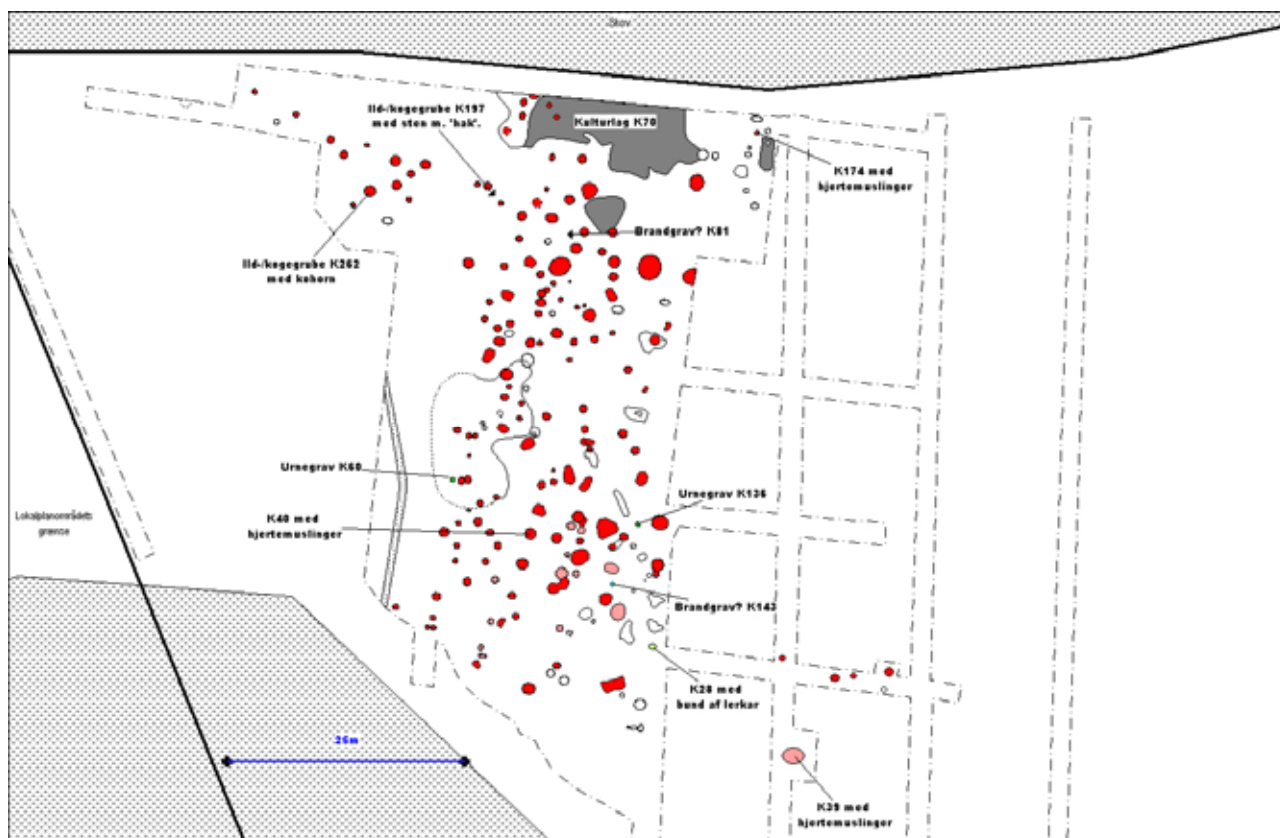 Skov
Ild-/kogegrube K197
med sten m. 'hak'.
Kulturlag K70
K174 med
hjertemuslinger
Brandgrav? K81
Ild-/kogegrube K262
med kohorn
Urnegrav K60
Urnegrav K136
Lokalplanområdets
grænse
K40 med
hjertemuslinger
Brandgrav? K143
K28 med
bund af lerkar
25m
K39 med
hjertemuslinger